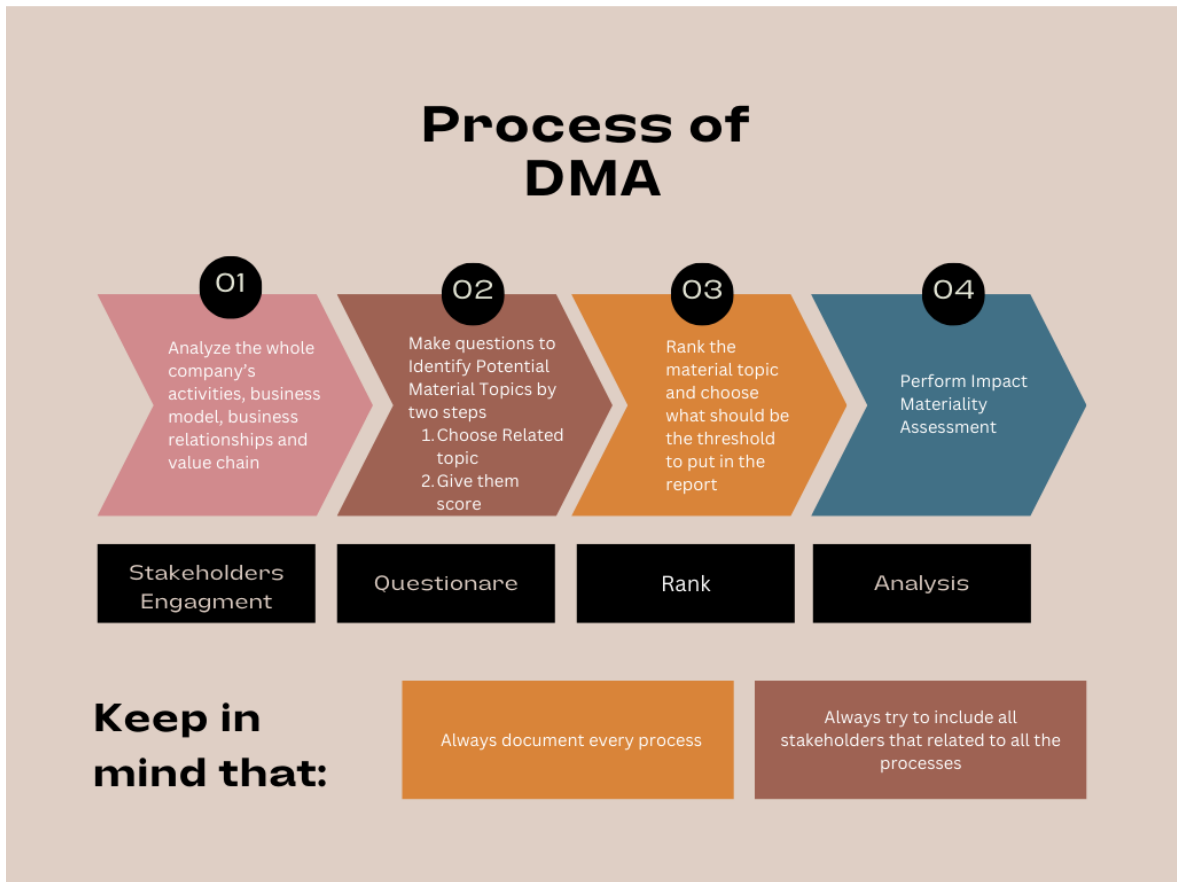 Process of
DMA
01
Analyze the whole
company's
activities, business
model, business
relationships and
value chain
02
Make questions to
Identify Potential
Material Topics by
two steps
1. Choose Related
topic
2. Give them
score
03
Rank the
material topic
and choose
what should be
the threshold
to put in the
report
04
Perform Impact
Materiality
Assessment
Stakeholders
Engagment
Questionare
Rank
Analysis
Keep in
mind that:
Always document every process
Always try to include all
stakeholders that related to all the
processes